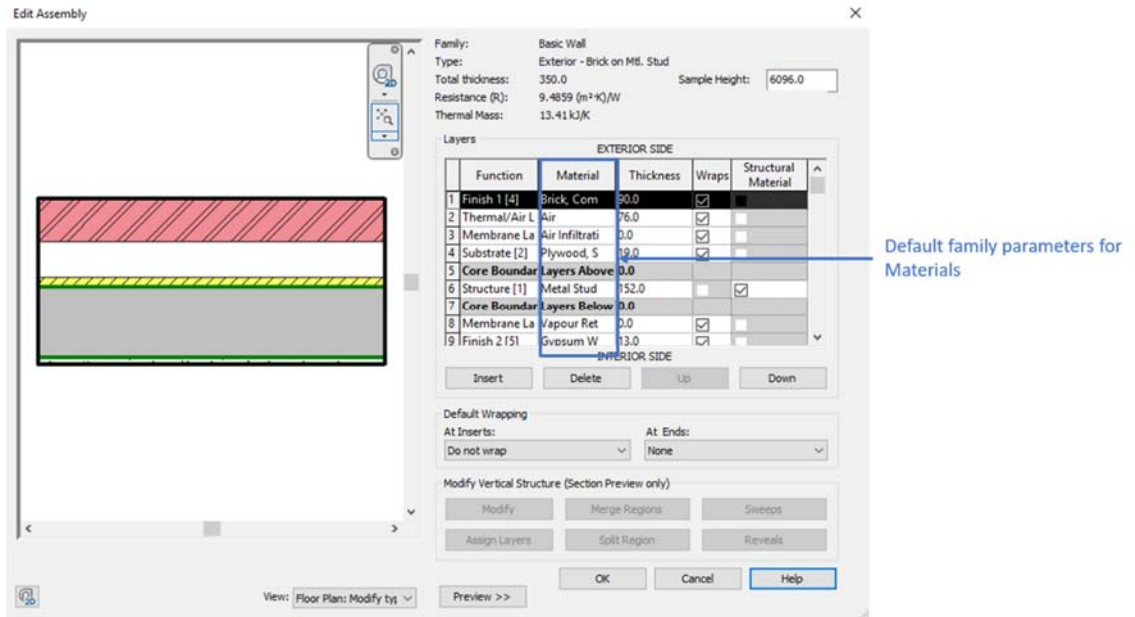 Edit Assembly
Family: Basic Wall
Type: Exterior - Brick on Mtl. Stud
Total thickness: 350.0 Sample Height: 6096.0
Resistance (R): 9.4859 (m²·K)/W
Thermal Mass: 13.41 kJ/K
Layers
EXTERIOR SIDE
Function Material Thickness Wraps Structural Material
1 Finish 1 [4] Brick, Com 90.0
2 Thermal/Air L Air 76.0
3 Membrane La Air Infiltrati 0.0
4 Substrate [2] Plywood, S 19.0
5 Core Boundar Layers Above 0.0
6 Structure [1] Metal Stud 152.0
7 Core Boundar Layers Below 0.0
8 Membrane La Vapour Ret 0.0
9 Finish 2 [5] Gypsum W 13.0
INTERIOR SIDE
Insert Delete Up Down
Default Wrapping
At Inserts: At Ends:
Do not wrap None
Modify Vertical Structure (Section Preview only)
Modify Merge Regions Sweeps
Assign Layers Split Region Reveals
OK Cancel Help
View: Floor Plan: Modify typ Preview >>
2D
2D
Default family parameters for
Materials